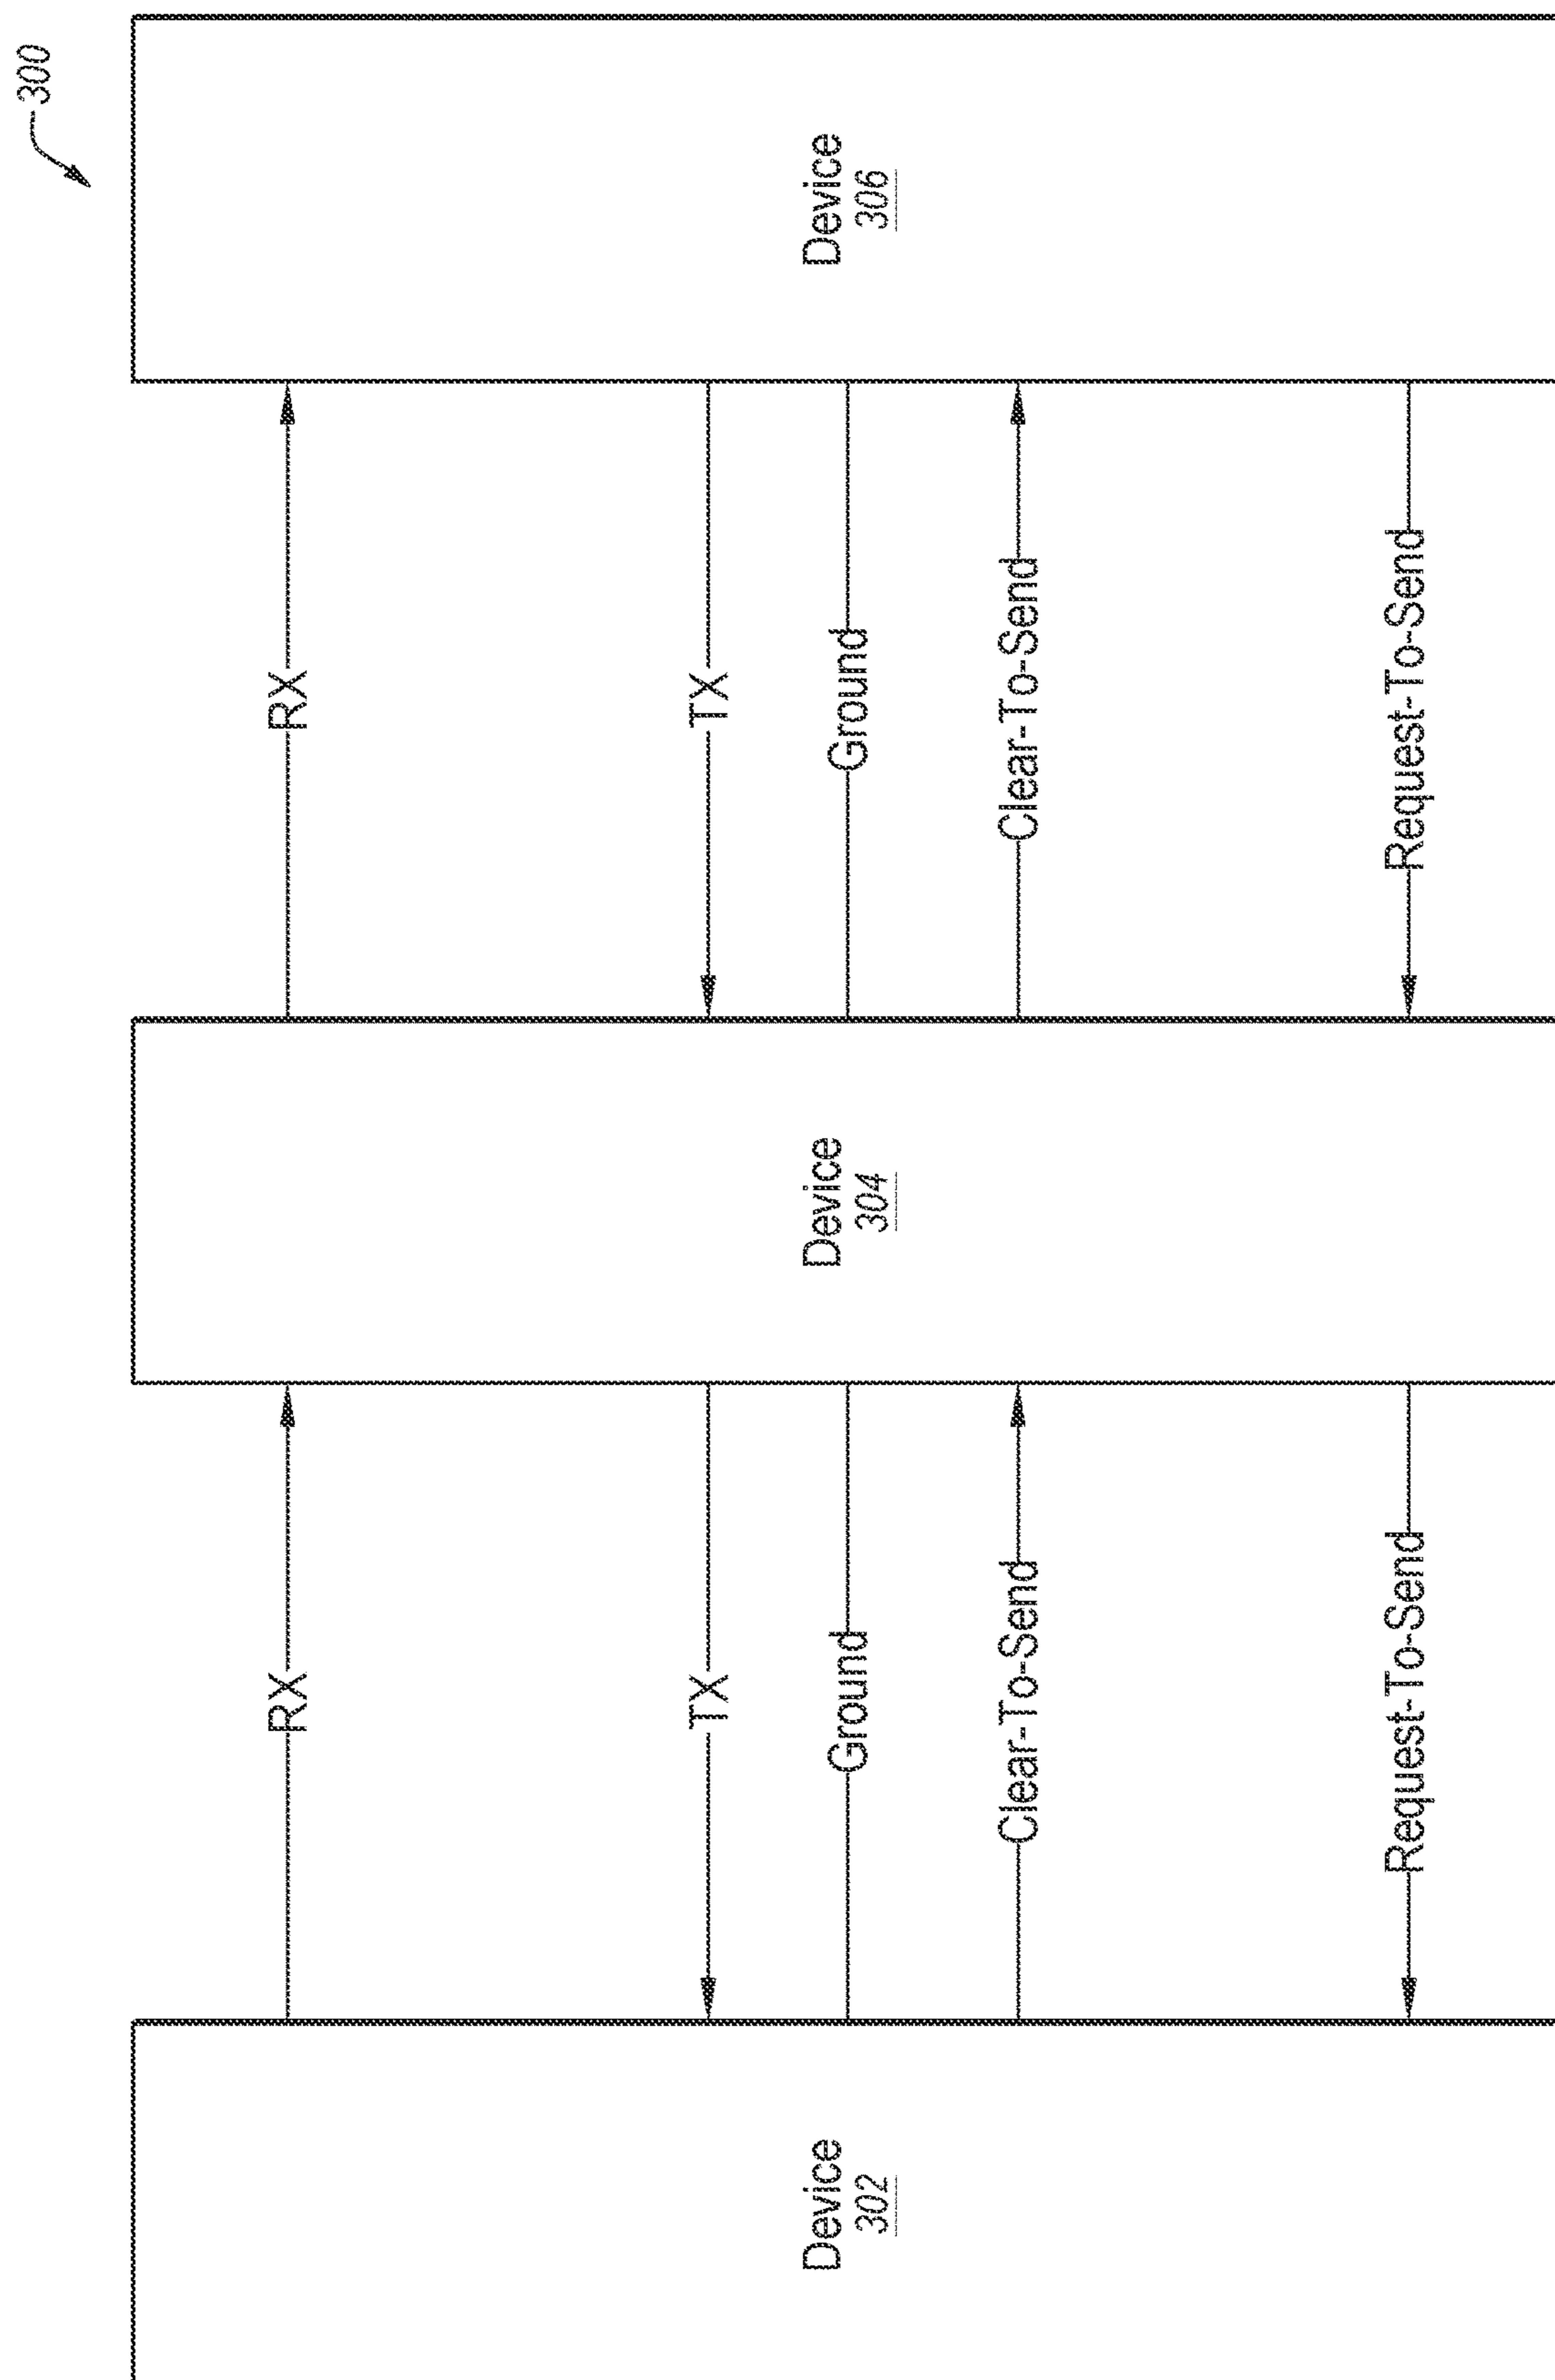 300
Device
302
RX
TX
Ground
Clear-To-Send
Request-To-Send
Device
304
RX
TX
Ground
Clear-To-Send
Request-To-Send
Device
306